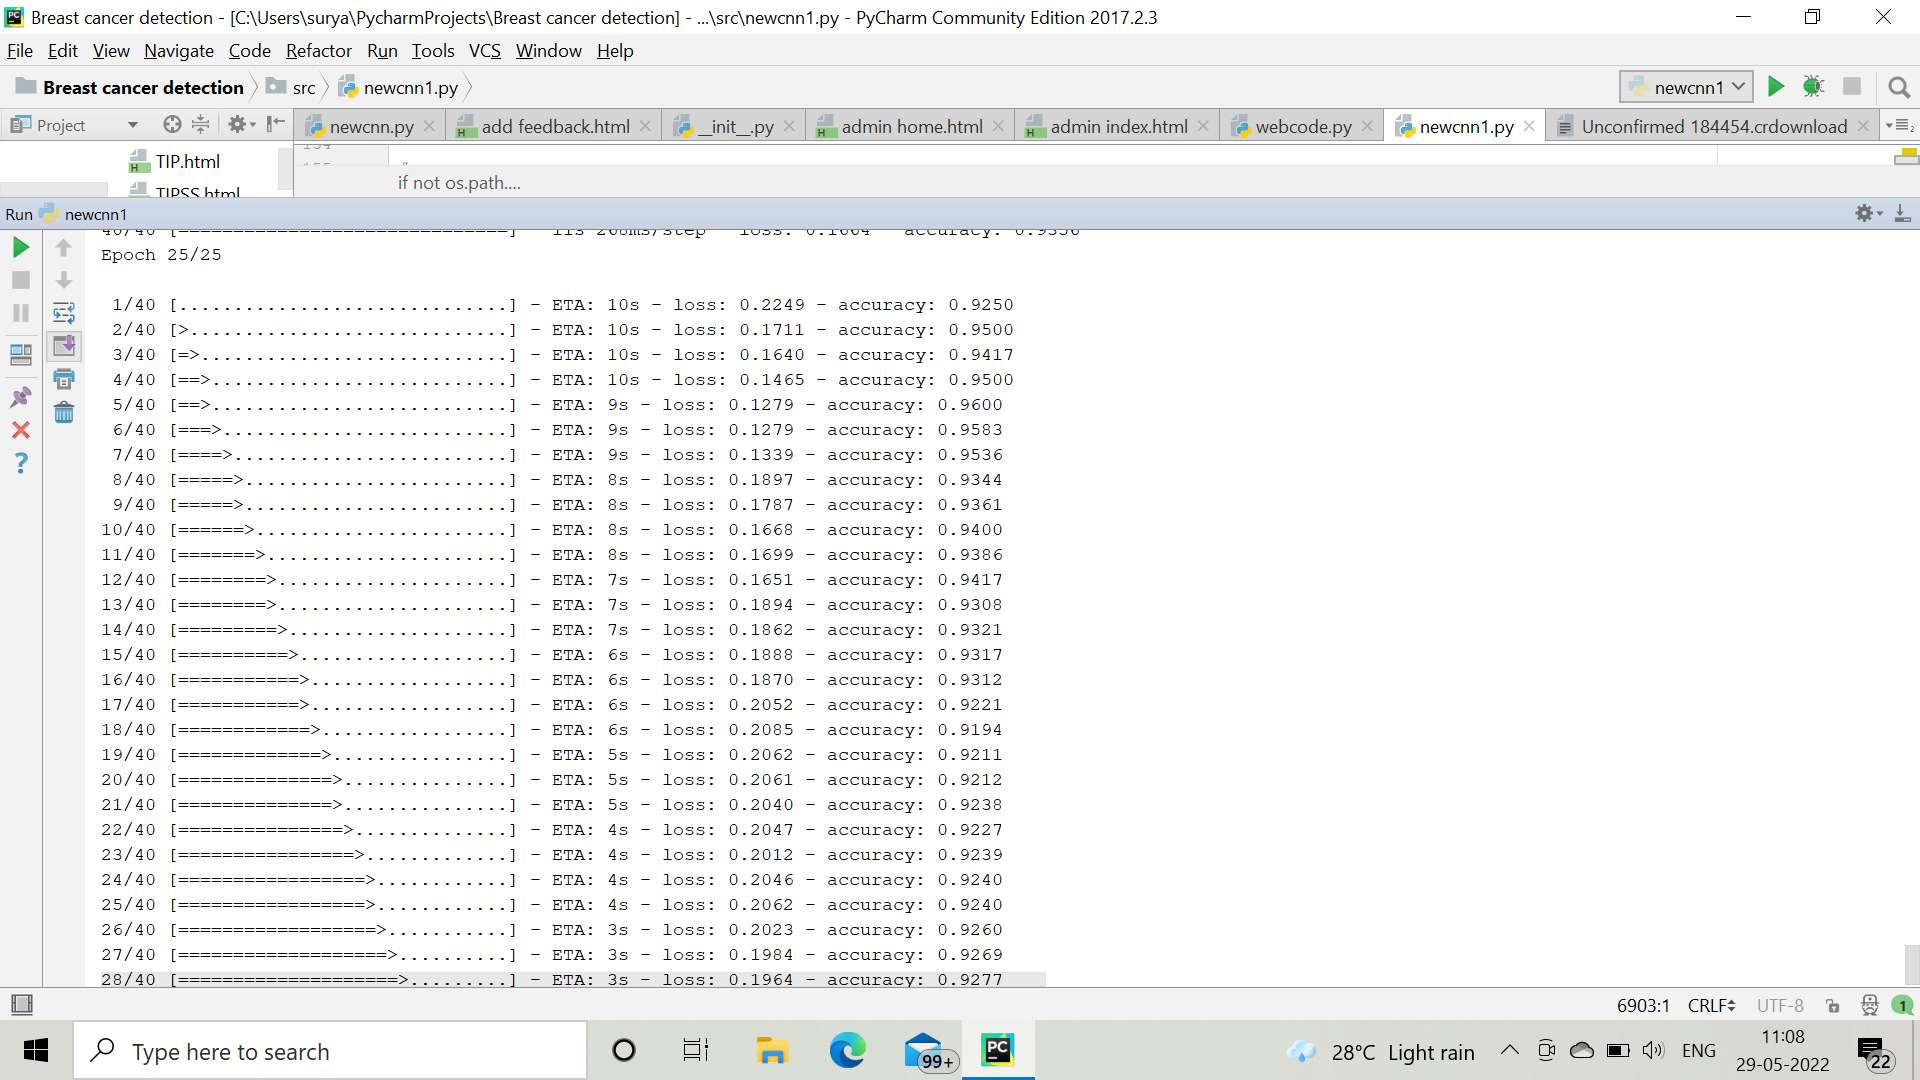 Breast cancer detection - [C:\Users\surya\PycharmProjects\Breast cancer detection] - ...\src\newcnn1.py - PyCharm Community Edition 2017.2.3
File Edit View Navigate Code Refactor Run Tools VCS Window Help
Breast cancer detection src newcnn1.py newcnn1
Project newcnn.py add feedback.html __init__.py admin home.html admin index.html webcode.py newcnn1.py Unconfirmed 184454.crdownload
TIP.html
TIPSS.html
if not os.path....
Run newcnn1
40/40 [==============================] - 11s 268ms/step - loss: 0.1664 - accuracy: 0.9356
Epoch 25/25
1/40 [..............................] - ETA: 10s - loss: 0.2249 - accuracy: 0.9250
2/40 [>.............................] - ETA: 10s - loss: 0.1711 - accuracy: 0.9500
3/40 [=>............................] - ETA: 10s - loss: 0.1640 - accuracy: 0.9417
4/40 [==>...........................] - ETA: 10s - loss: 0.1465 - accuracy: 0.9500
5/40 [==>...........................] - ETA: 9s - loss: 0.1279 - accuracy: 0.9600
6/40 [===>..........................] - ETA: 9s - loss: 0.1279 - accuracy: 0.9583
7/40 [====>.........................] - ETA: 9s - loss: 0.1339 - accuracy: 0.9536
8/40 [=====>........................] - ETA: 8s - loss: 0.1897 - accuracy: 0.9344
9/40 [=====>........................] - ETA: 8s - loss: 0.1787 - accuracy: 0.9361
10/40 [======>.......................] - ETA: 8s - loss: 0.1668 - accuracy: 0.9400
11/40 [=======>......................] - ETA: 8s - loss: 0.1699 - accuracy: 0.9386
12/40 [========>.....................] - ETA: 7s - loss: 0.1651 - accuracy: 0.9417
13/40 [========>.....................] - ETA: 7s - loss: 0.1894 - accuracy: 0.9308
14/40 [=========>....................] - ETA: 7s - loss: 0.1862 - accuracy: 0.9321
15/40 [==========>...................] - ETA: 6s - loss: 0.1888 - accuracy: 0.9317
16/40 [===========>..................] - ETA: 6s - loss: 0.1870 - accuracy: 0.9312
17/40 [===========>..................] - ETA: 6s - loss: 0.2052 - accuracy: 0.9221
18/40 [============>.................] - ETA: 6s - loss: 0.2085 - accuracy: 0.9194
19/40 [=============>................] - ETA: 5s - loss: 0.2062 - accuracy: 0.9211
20/40 [==============>...............] - ETA: 5s - loss: 0.2061 - accuracy: 0.9212
21/40 [==============>...............] - ETA: 5s - loss: 0.2040 - accuracy: 0.9238
22/40 [===============>..............] - ETA: 4s - loss: 0.2047 - accuracy: 0.9227
23/40 [================>.............] - ETA: 4s - loss: 0.2012 - accuracy: 0.9239
24/40 [=================>............] - ETA: 4s - loss: 0.2046 - accuracy: 0.9240
25/40 [=================>............] - ETA: 4s - loss: 0.2062 - accuracy: 0.9240
26/40 [==================>...........] - ETA: 3s - loss: 0.2023 - accuracy: 0.9260
27/40 [===================>..........] - ETA: 3s - loss: 0.1984 - accuracy: 0.9269
28/40 [====================>.........] - ETA: 3s - loss: 0.1964 - accuracy: 0.9277
6903:1 CRLF UTF-8 1
Type here to search 99+ 28°C Light rain ENG 11:08
29-05-2022 22